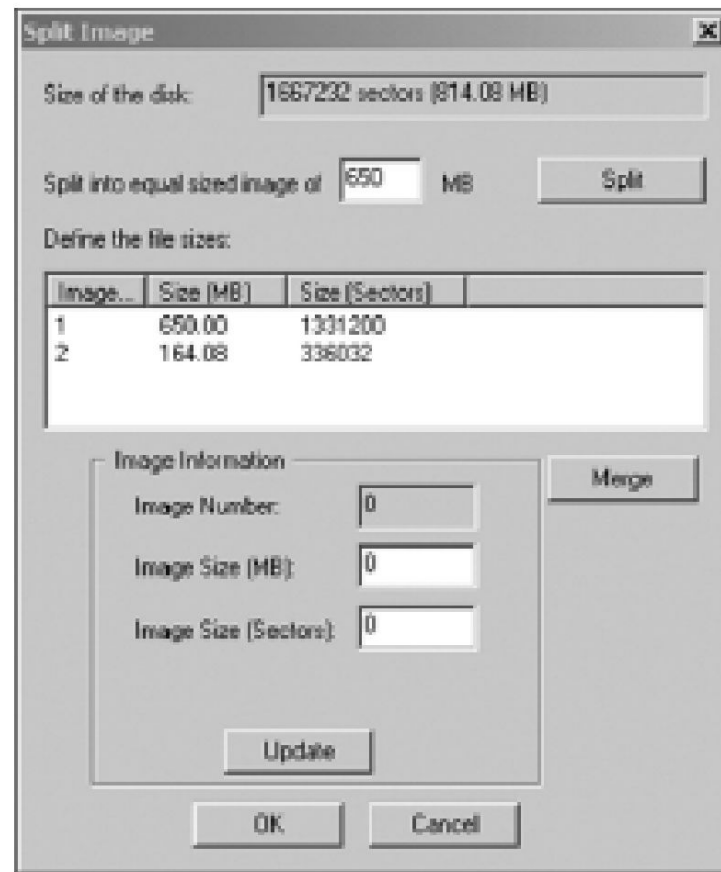 Split Image
Size of the disk: 1667232 sectors (814.08 MB)
Split into equal sized image of 650 MB Split
Define the file sizes:
Image... Size (MB) Size (Sectors)
1 650.00 1331200
2 164.08 336032
Image Information
Merge
Image Number: 0
Image Size (MB): 0
Image Size (Sectors): 0
Update
OK Cancel